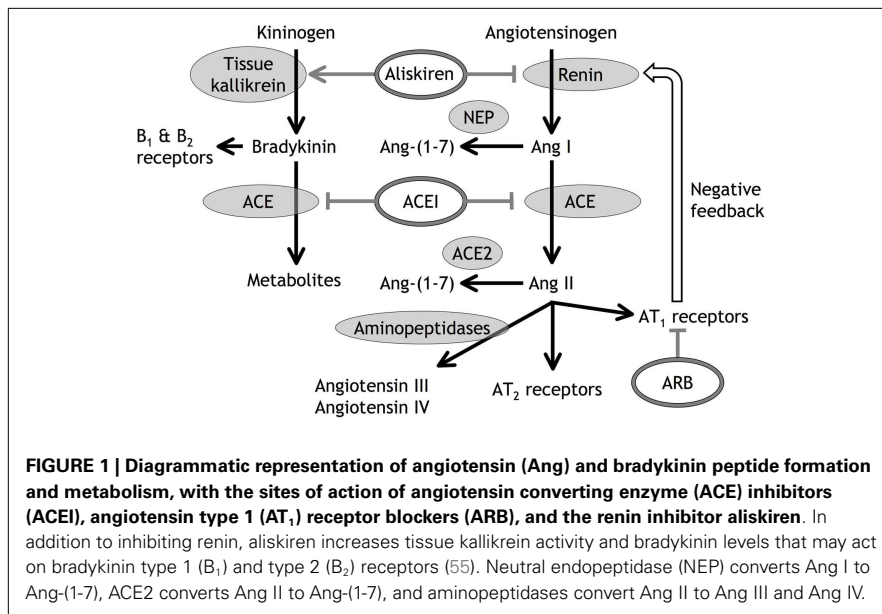 Kininogen
Angiotensinogen
Tissue
kallikrein
Aliskiren
Renin
NEP
B₁ & B₂
receptors
Bradykinin
Ang-(1-7)
Ang I
Negative
feedback
ACE
ACEI
ACE
ACE2
Metabolites
Ang-(1-7)
Ang II
Aminopeptidases
AT₁ receptors
Angiotensin III
Angiotensin IV
AT₂ receptors
ARB
FIGURE 1 | Diagrammatic representation of angiotensin (Ang) and bradykinin peptide formation
and metabolism, with the sites of action of angiotensin converting enzyme (ACE) inhibitors
(ACEI), angiotensin type 1 (AT₁) receptor blockers (ARB), and the renin inhibitor aliskiren. In
addition to inhibiting renin, aliskiren increases tissue kallikrein activity and bradykinin levels that may act
on bradykinin type 1 (B₁) and type 2 (B₂) receptors (55). Neutral endopeptidase (NEP) converts Ang I to
Ang-(1-7), ACE2 converts Ang II to Ang-(1-7), and aminopeptidases convert Ang II to Ang III and Ang IV.